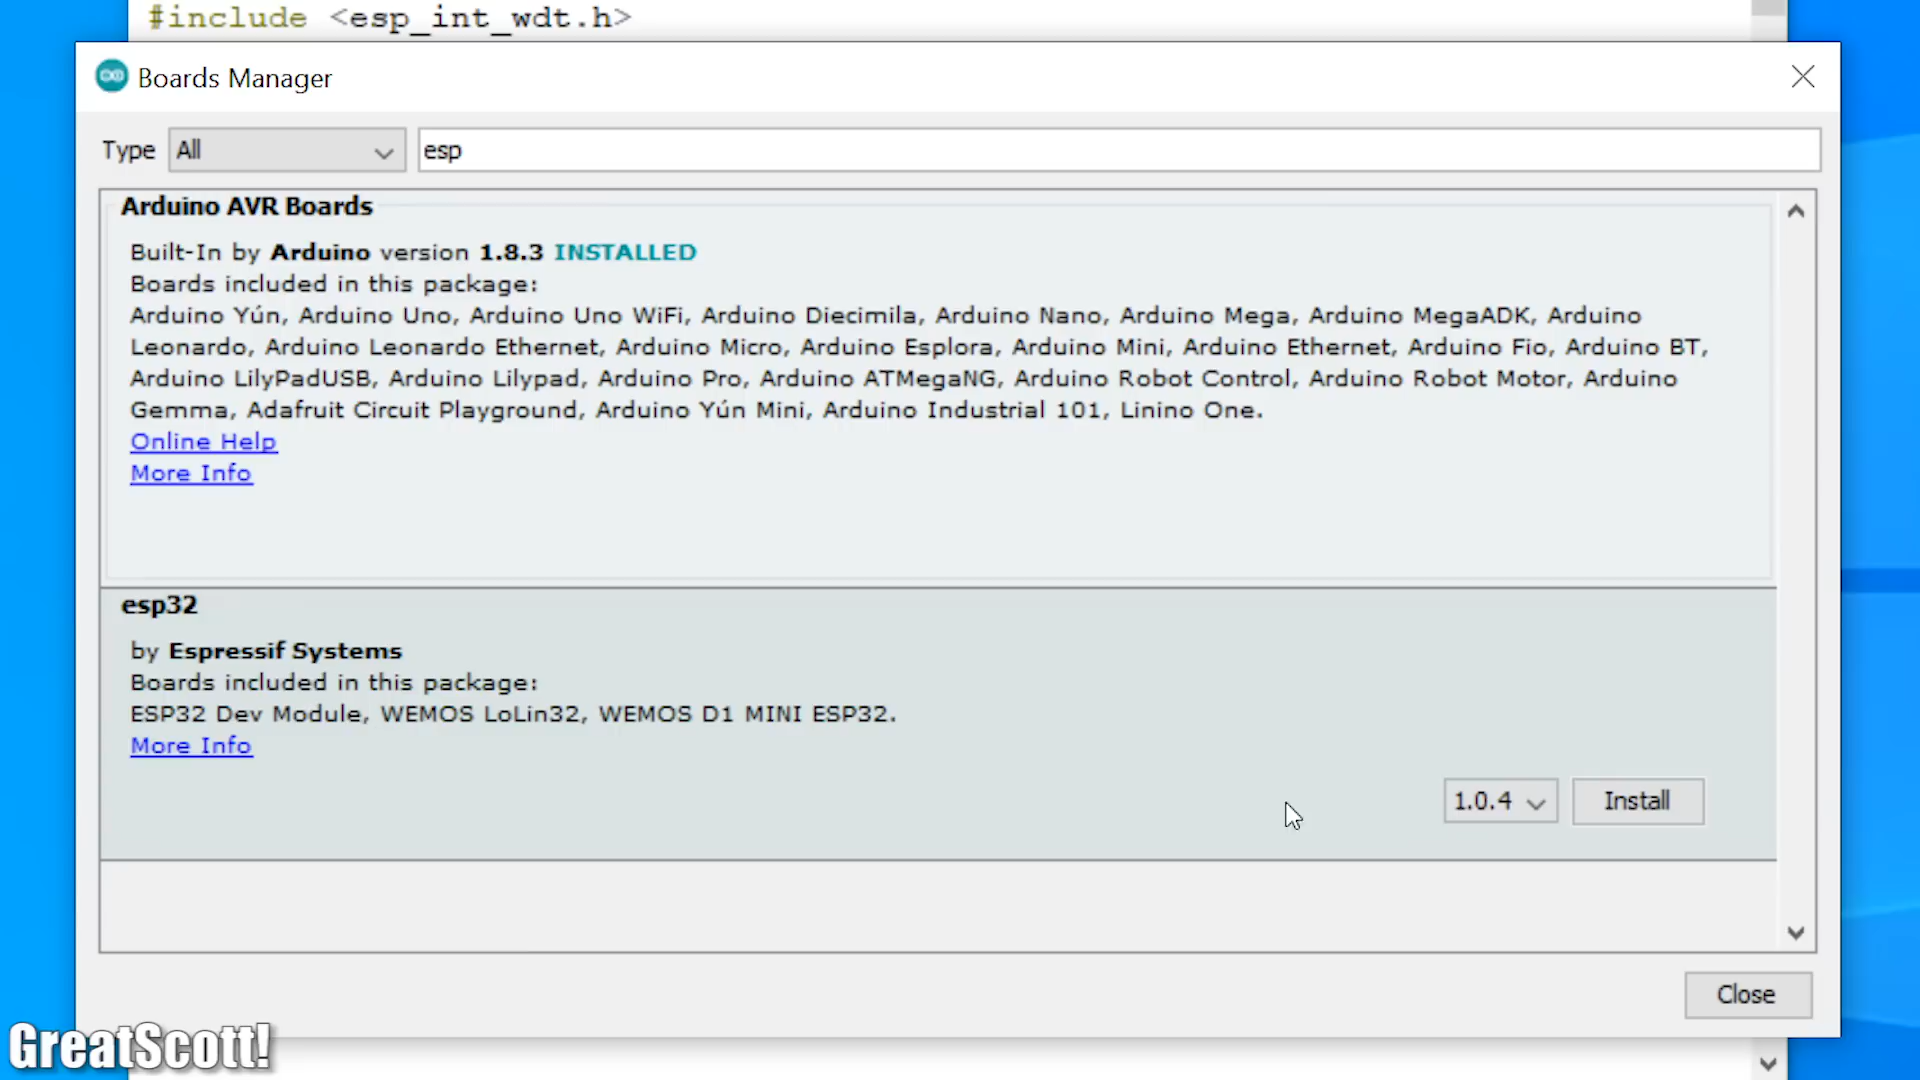 #include <esp_int_wdt.h>
Boards Manager
Type All esp
Arduino AVR Boards
Built-In by Arduino version 1.8.3 INSTALLED
Boards included in this package:
Arduino Yún, Arduino Uno, Arduino Uno WiFi, Arduino Diecimila, Arduino Nano, Arduino Mega, Arduino MegaADK, Arduino
Leonardo, Arduino Leonardo Ethernet, Arduino Micro, Arduino Esplora, Arduino Mini, Arduino Ethernet, Arduino Fio, Arduino BT,
Arduino LilyPadUSB, Arduino Lilypad, Arduino Pro, Arduino ATMegaNG, Arduino Robot Control, Arduino Robot Motor, Arduino
Gemma, Adafruit Circuit Playground, Arduino Yún Mini, Arduino Industrial 101, Linino One.
Online Help
More Info
esp32
by Espressif Systems
Boards included in this package:
ESP32 Dev Module, WEMOS LoLin32, WEMOS D1 MINI ESP32.
More Info
1.0.4 Install
Close
GreatScott!